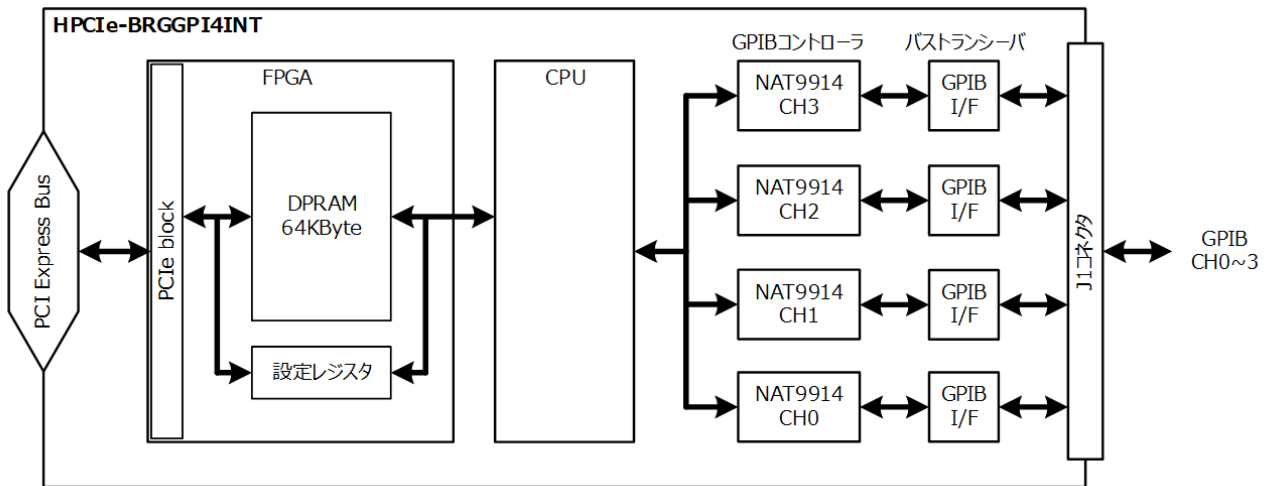 HPCIe-BRGGPI4INT
GPIBコントローラ
バストランシーバ
FPGA
CPU
NAT9914
CH3
GPIB
I/F
DPRAM
64KByte
NAT9914
CH2
GPIB
I/F
PCI Express Bus
PCIe block
J1コネクタ
GPIB
CH0~3
NAT9914
CH1
GPIB
I/F
設定レジスタ
NAT9914
CH0
GPIB
I/F